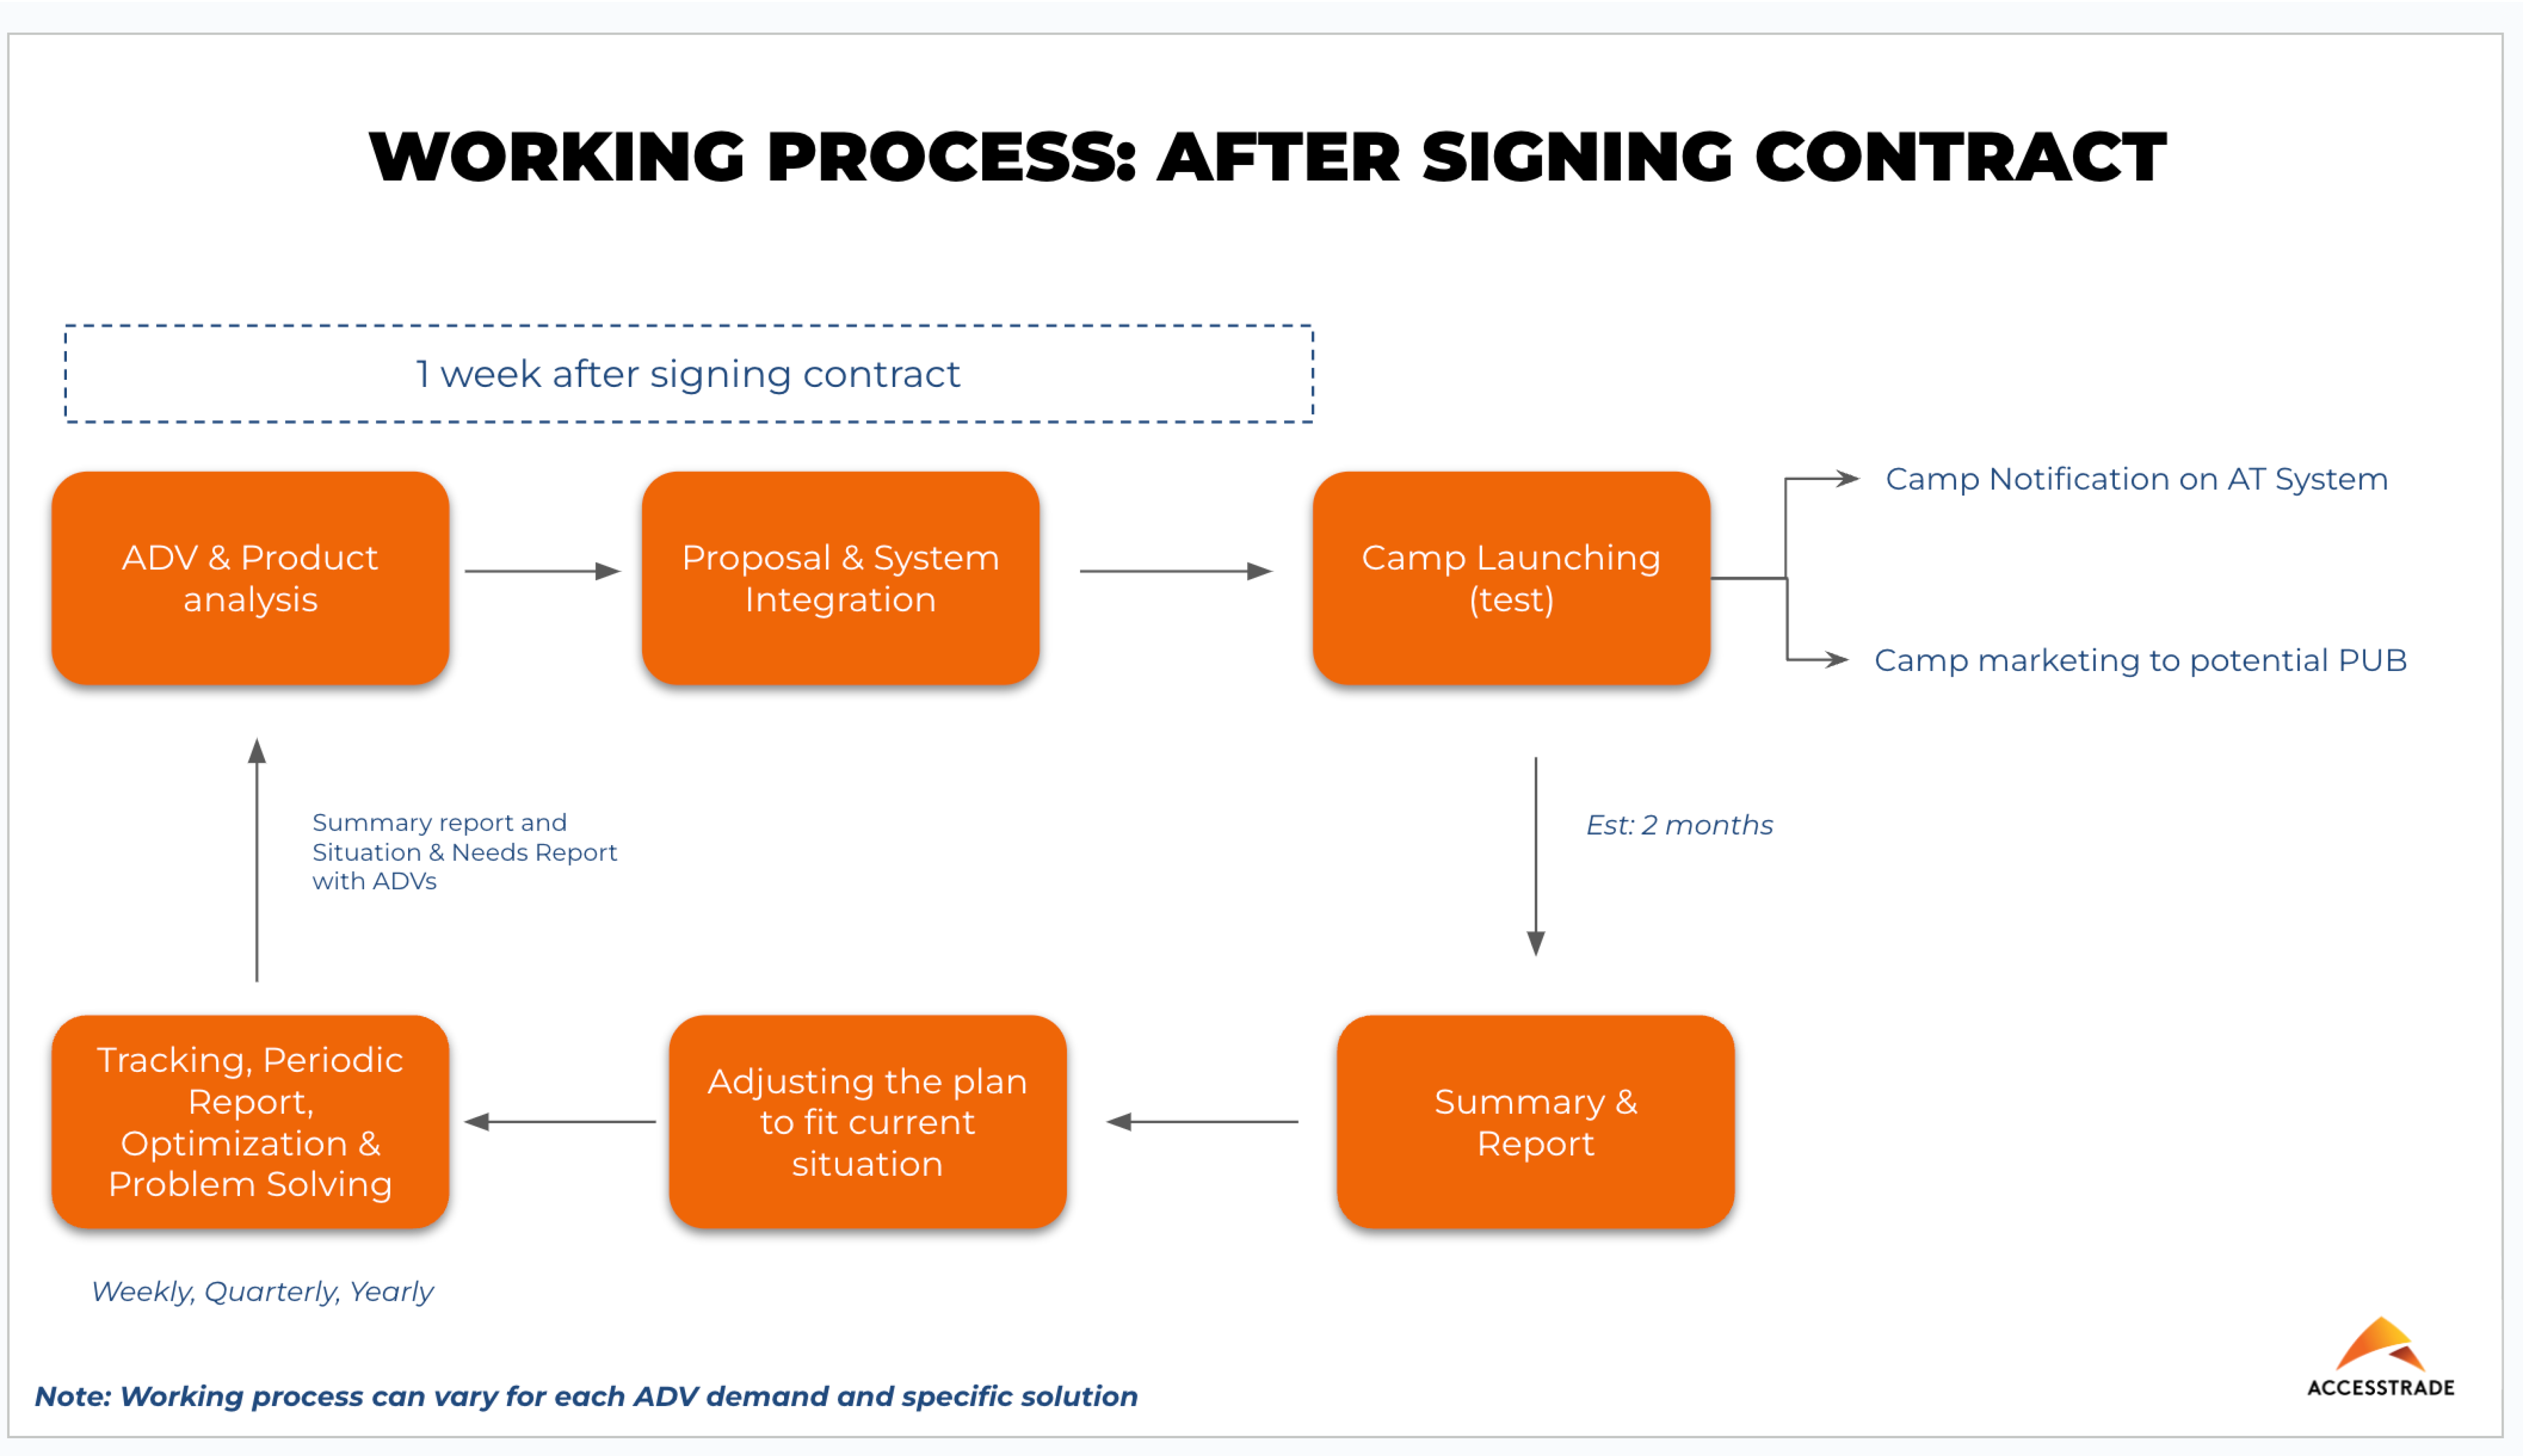 WORKING PROCESS: AFTER SIGNING CONTRACT
1 week after signing contract
ADV & Product
analysis
Proposal & System
Integration
Camp Launching
(test)
Camp Notification on AT System
Camp marketing to potential PUB
Summary report and
Situation & Needs Report
with ADVs
Est: 2 months
Tracking, Periodic
Report,
Optimization &
Problem Solving
Adjusting the plan
to fit current
situation
Summary &
Report
Weekly, Quarterly, Yearly
Note: Working process can vary for each ADV demand and specific solution
ACCESSTRADE